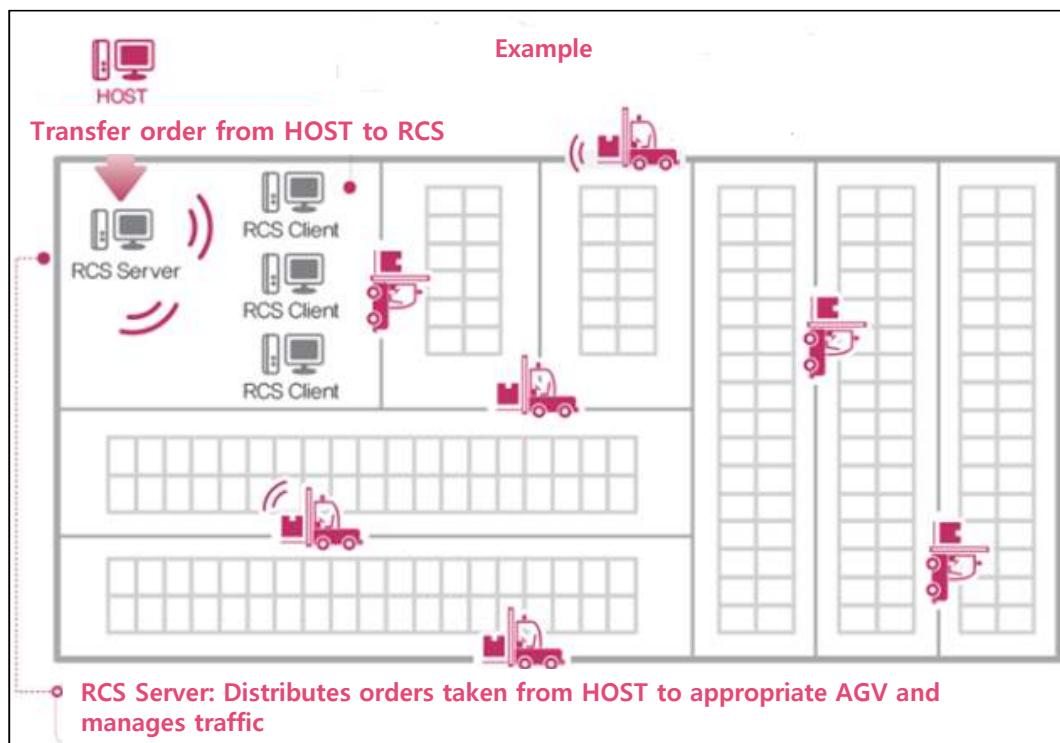 Example
HOST
Transfer order from HOST to RCS
RCS Client
RCS Server
RCS Client
RCS Client
RCS Server: Distributes orders taken from HOST to appropriate AGV and
manages traffic